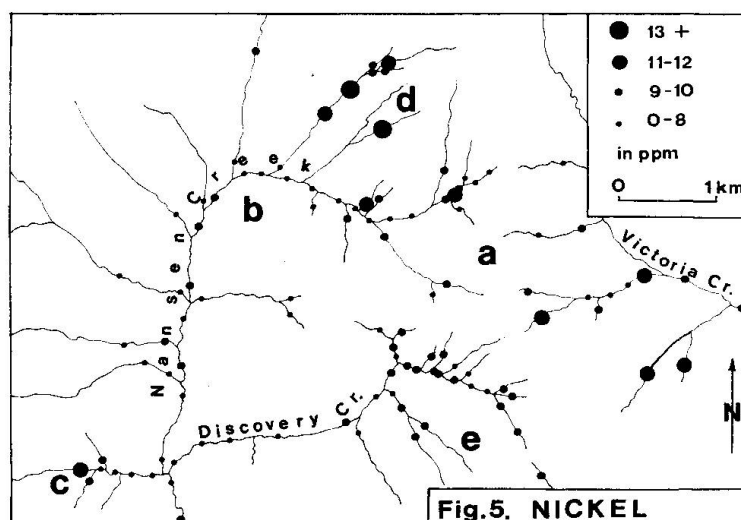 13 +
11-12
9-10
0-8
in ppm
0 1 km
d
Nansen Creek
b
a
Victoria Cr.
N
Discovery Cr.
e
c
Fig.5. NICKEL